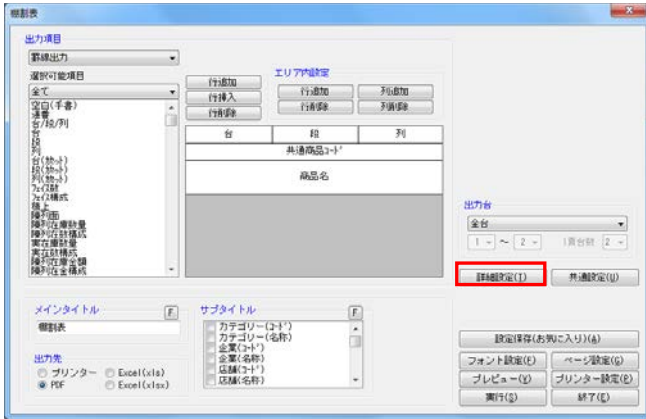 棚割表
出力項目
罫線出力
選択可能項目
全て
空白(手書)
連番
台/段/列
台
段
列
台(放ット)
段(放ット)
列(放ット)
フェイス数
フェイス構成
積上
陳列面
陳列在庫数量
陳列在数構成
実在庫数量
実在数構成
陳列在庫金額
陳列在金構成
行追加
行挿入
行削除
エリア内設定
行追加
列追加
行削除
列削除
台 段 列
共通商品コード
商品名
出力台
全台
1 ~ 2 1頁台数 2
詳細設定(T)
共通設定(U)
メインタイトル F
棚割表
出力先
プリンター Excel(xls)
PDF Excel(xlsx)
サブタイトル F
カテゴリー(コード)
カテゴリー(名称)
企業(コード)
企業(名称)
店舗(コード)
店舗(名称)
設定保存(お気に入り)(A)
フォント設定(F) ページ設定(G)
プレビュー(V) プリンター設定(P)
実行(S) 終了(E)